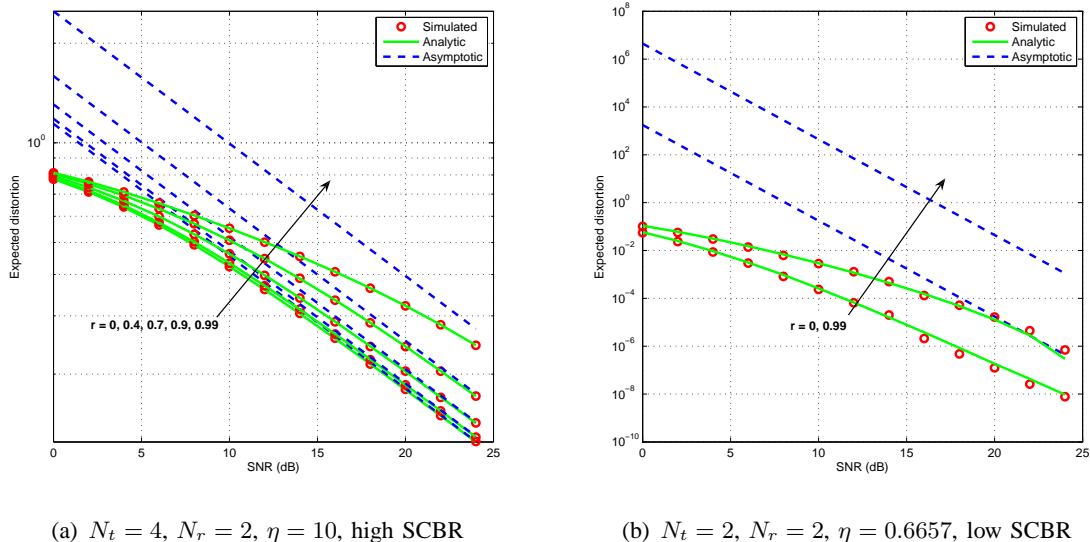 10^0
Expected distortion
0 5 10 15 20 25
SNR (dB)
Simulated
Analytic
Asymptotic
r = 0, 0.4, 0.7, 0.9, 0.99
10^8
10^6
10^4
10^2
10^0
10^−2
10^−4
10^−6
10^−8
10^−10
Expected distortion
0 5 10 15 20 25
SNR (dB)
Simulated
Analytic
Asymptotic
r = 0, 0.99
(a) N_t = 4, N_r = 2, η = 10, high SCBR
(b) N_t = 2, N_r = 2, η = 0.6657, low SCBR